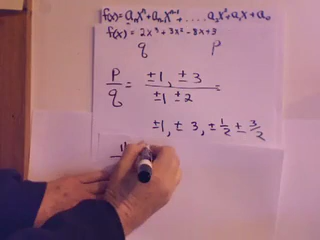 f(x) = aₙxⁿ + aₙ₋₁xⁿ⁻¹ + ..... a₂x² + a₁x + a₀
f(x) = 2x³ + 3x² - 8x + 3
q p
p/q = ±1, ±3 / ±1 ±2 =
±1, ± 3, ± 1/2 ± 3/2